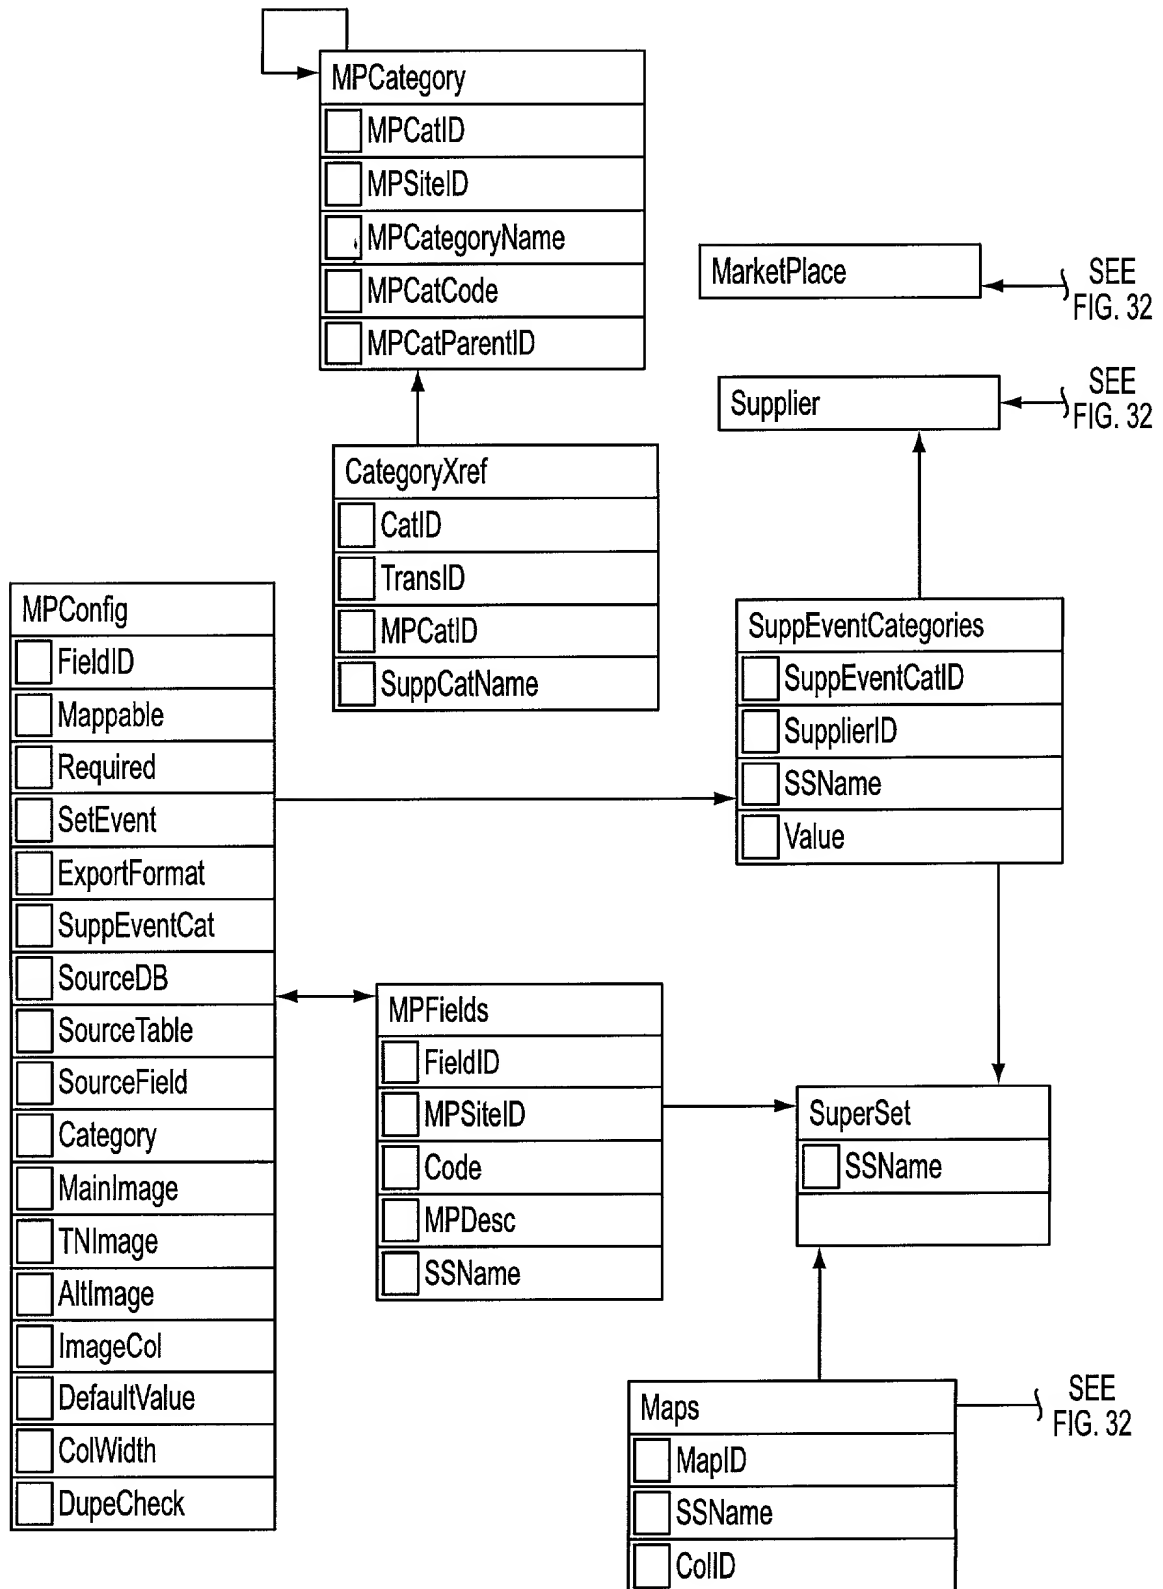 MPCategory
MPCatID
MPSiteID
MPCategoryName
MPCatCode
MPCatParentID
MarketPlace
SEE
FIG. 32
Supplier
SEE
FIG. 32
CategoryXref
CatID
TransID
MPCatID
SuppCatName
MPConfig
FieldID
Mappable
Required
SetEvent
ExportFormat
SuppEventCat
SourceDB
SourceTable
SourceField
Category
MainImage
TNImage
AltImage
ImageCol
DefaultValue
ColWidth
DupeCheck
SuppEventCategories
SuppEventCatID
SupplierID
SSName
Value
MPFields
FieldID
MPSiteID
Code
MPDesc
SSName
SuperSet
SSName
Maps
MapID
SSName
ColID
SEE
FIG. 32